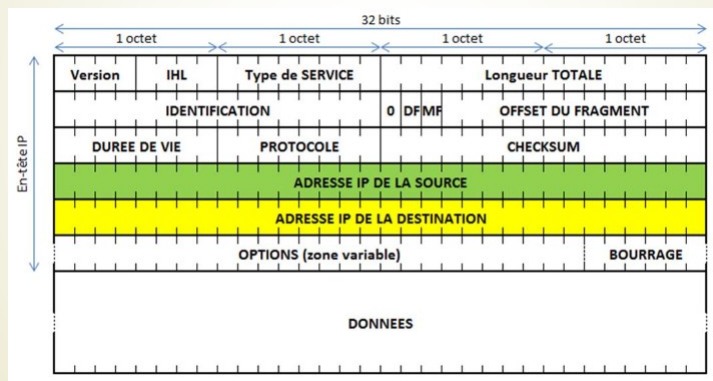 32 bits
1 octet 1 octet 1 octet 1 octet
Version IHL Type de SERVICE Longueur TOTALE
IDENTIFICATION 0 DF MF OFFSET DU FRAGMENT
DUREE DE VIE PROTOCOLE CHECKSUM
ADRESSE IP DE LA SOURCE
ADRESSE IP DE LA DESTINATION
OPTIONS (zone variable) BOURRAGE
DONNEES
En-tête IP